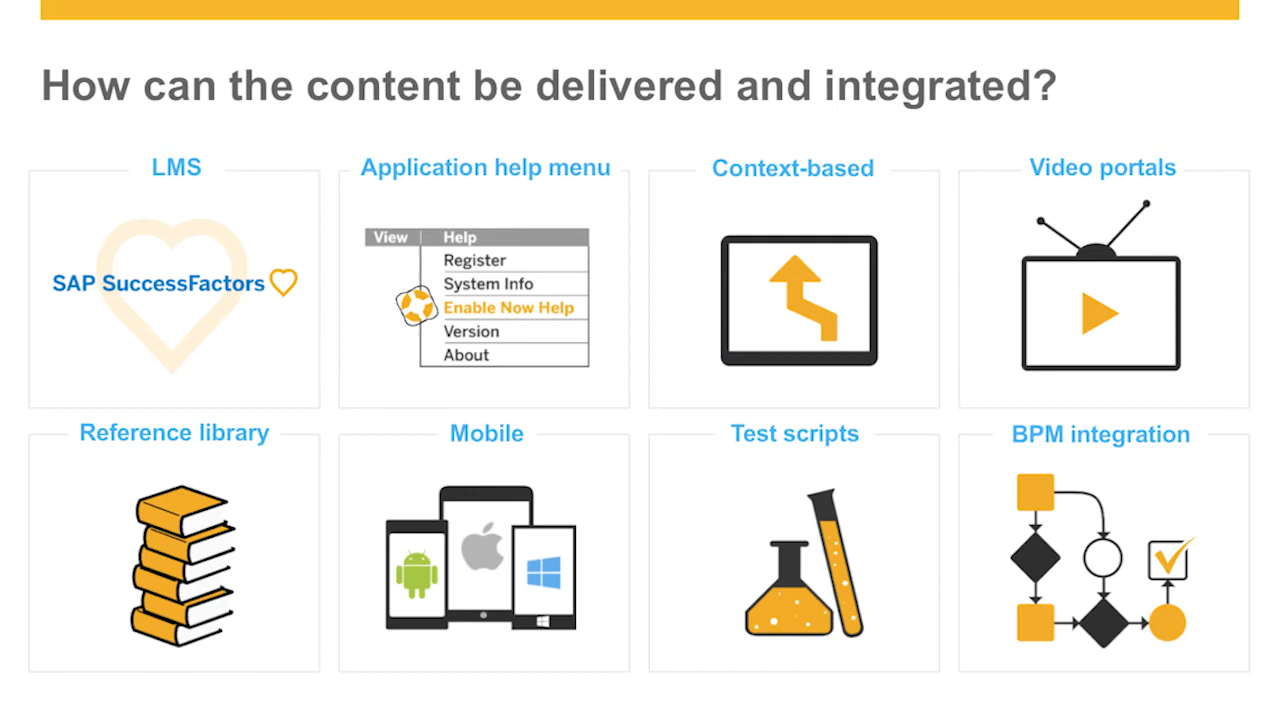 How can the content be delivered and integrated?
LMS
SAP SuccessFactors
Application help menu
View | Help
Register
System Info
Enable Now Help
Version
About
Context-based
Video portals
Reference library
Mobile
Test scripts
BPM integration